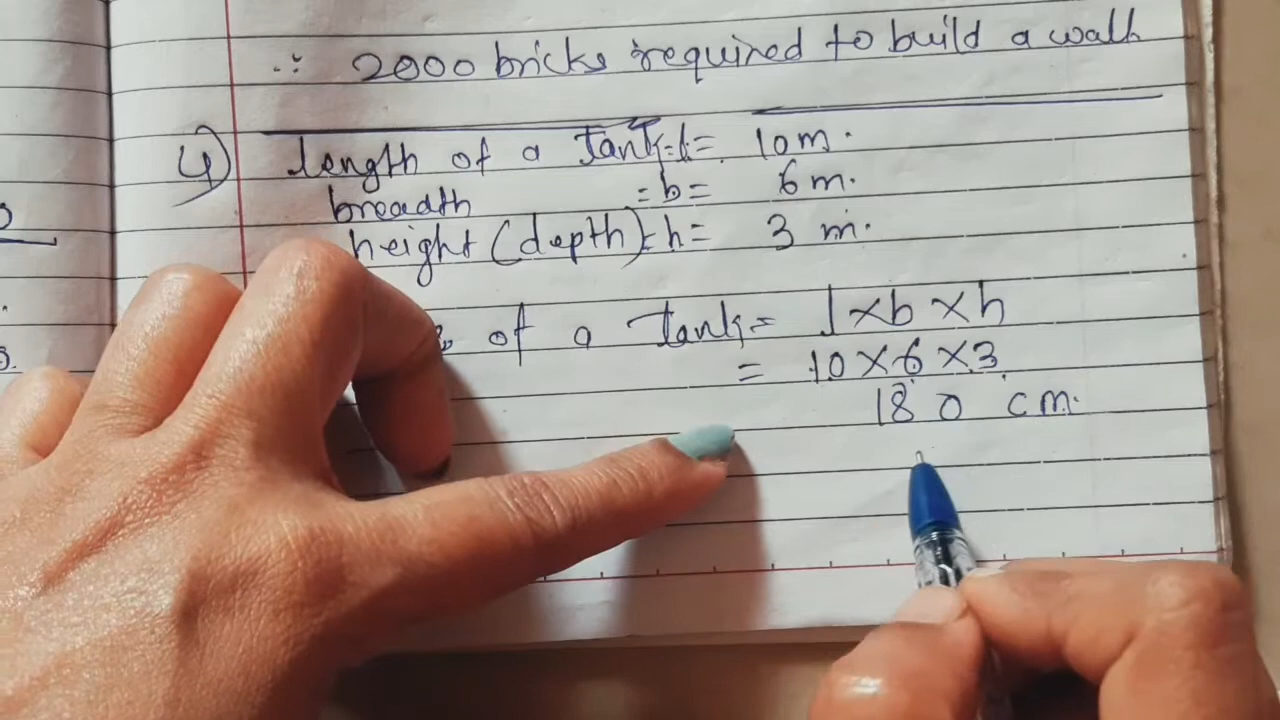 ∴ 2000 bricks required to build a wall
4) length of a Tank = l = 10 m.
breadth = b = 6 m.
height (depth) = h = 3 m.
of a Tank = l × b × h
= 10 × 6 × 3
180 cm.